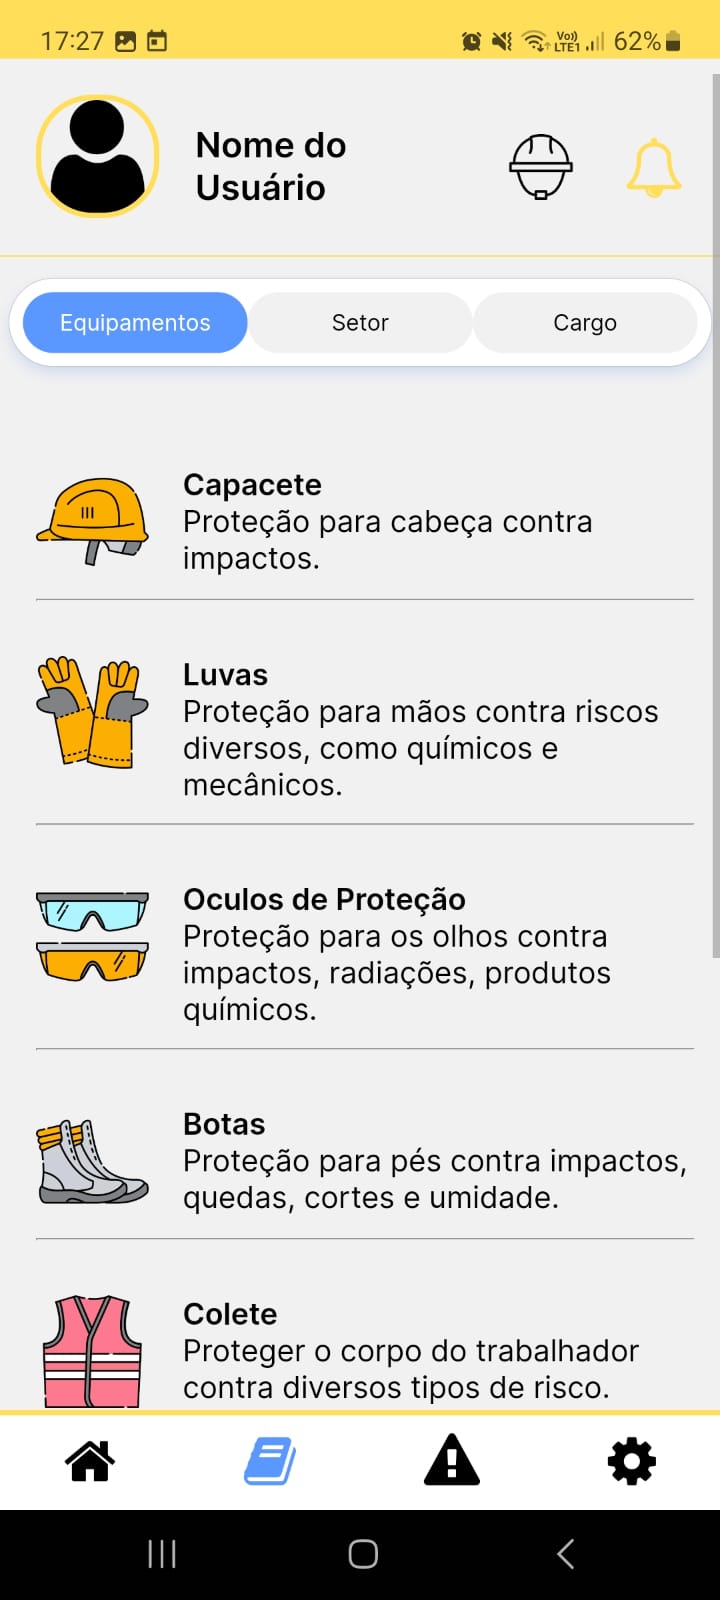 17:27
Vo)) LTE1 62%
Nome do
Usuário
Equipamentos Setor Cargo
Capacete
Proteção para cabeça contra
impactos.
Luvas
Proteção para mãos contra riscos
diversos, como químicos e
mecânicos.
Oculos de Proteção
Proteção para os olhos contra
impactos, radiações, produtos
químicos.
Botas
Proteção para pés contra impactos,
quedas, cortes e umidade.
Colete
Proteger o corpo do trabalhador
contra diversos tipos de risco.